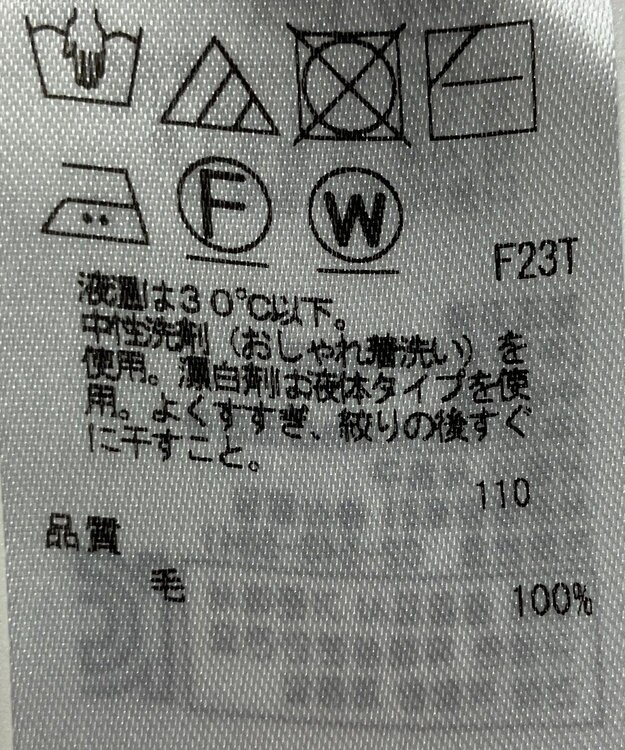 F
W
F23T
液温は30℃以下。
中性洗剤（おしゃれ着洗い）を
使用。漂白剤は液体タイプを使
用。よくすすぎ、絞りの後すぐ
に干すこと。
110
品質
毛 100%